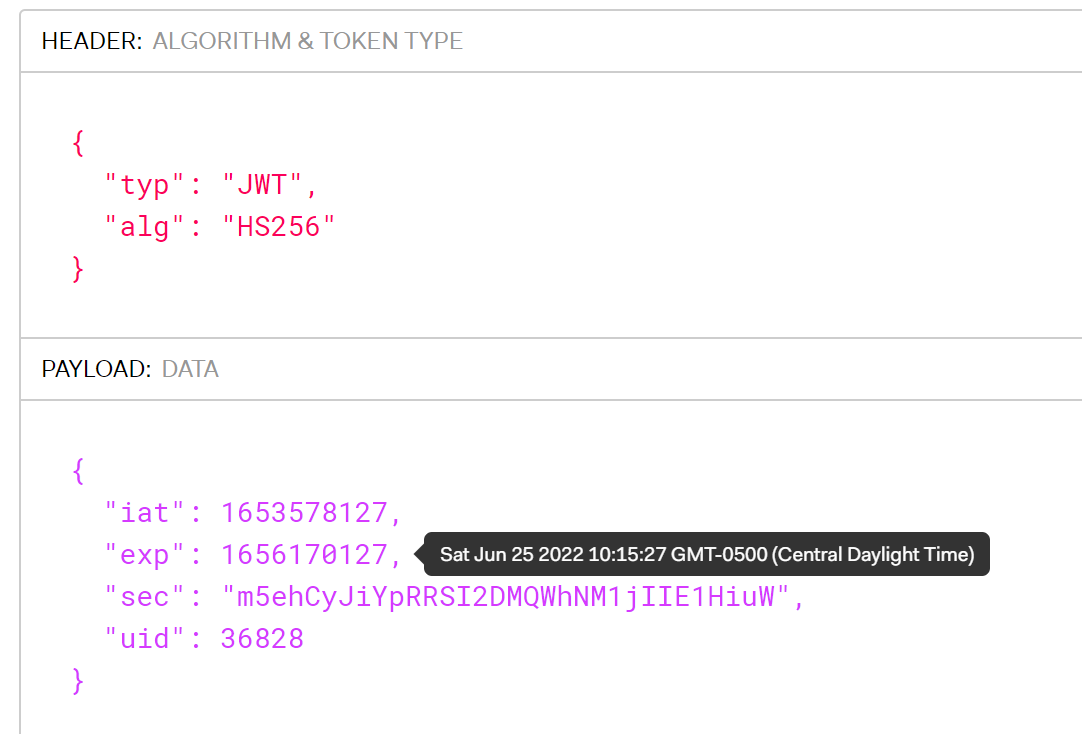 HEADER: ALGORITHM & TOKEN TYPE
{
"typ": "JWT",
"alg": "HS256"
}
PAYLOAD: DATA
{
"iat": 1653578127,
"exp": 1656170127, Sat Jun 25 2022 10:15:27 GMT-0500 (Central Daylight Time)
"sec": "m5ehCyJiYpRRSI2DMQWhNM1jIIE1HiuW",
"uid": 36828
}